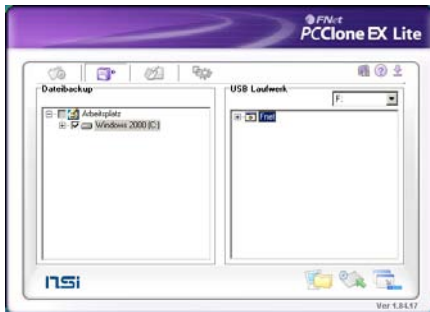 FNet
PCClone EX Lite
Dateibackup
Arbeitsplatz
Windows 2000 (C:)
USB Laufwerk
F:
Fnet
nsi
Ver 1.84.17